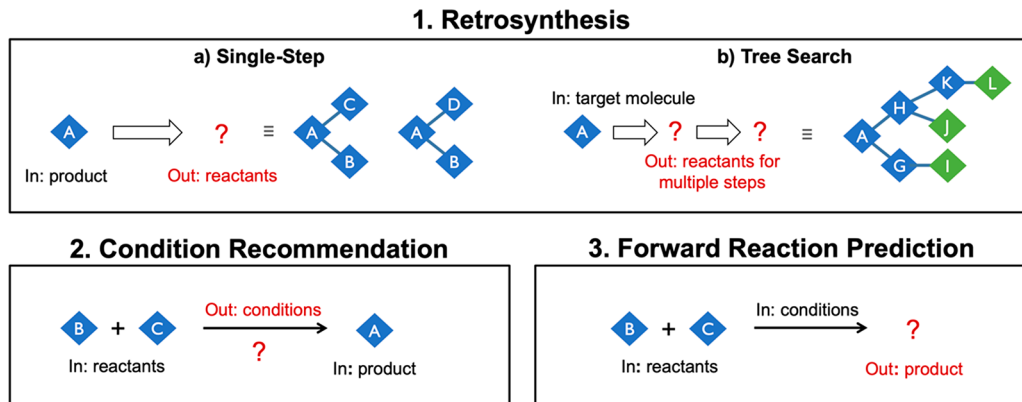 1. Retrosynthesis
a) Single-Step
A
?
≡
A
C
B
A
D
B
In: product
Out: reactants
b) Tree Search
In: target molecule
A
?
?
≡
A
H
K
L
J
G
I
Out: reactants for
multiple steps
2. Condition Recommendation
B + C
Out: conditions
?
A
In: reactants
In: product
3. Forward Reaction Prediction
B + C
In: conditions
?
In: reactants
Out: product